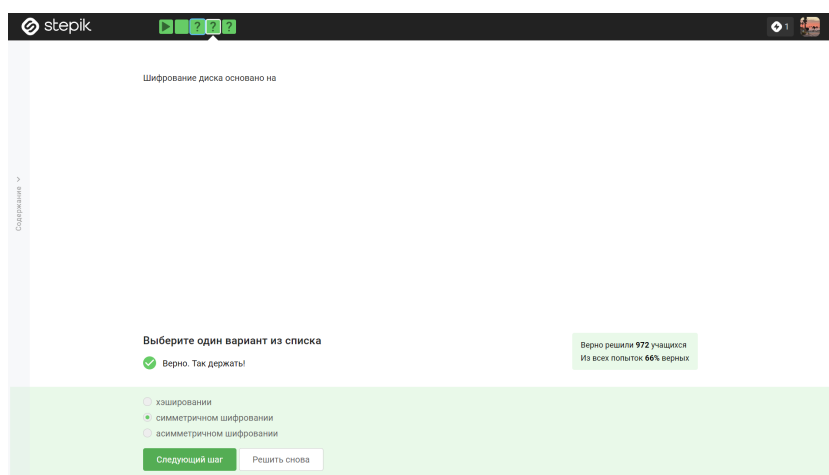 stepik
? ? ?
1
Шифрование диска основано на
Содержание
Выберите один вариант из списка
Верно. Так держать!
Верно решили 972 учащихся
Из всех попыток 66% верных
хэшировании
симметричном шифровании
асимметричном шифровании
Следующий шаг
Решить снова